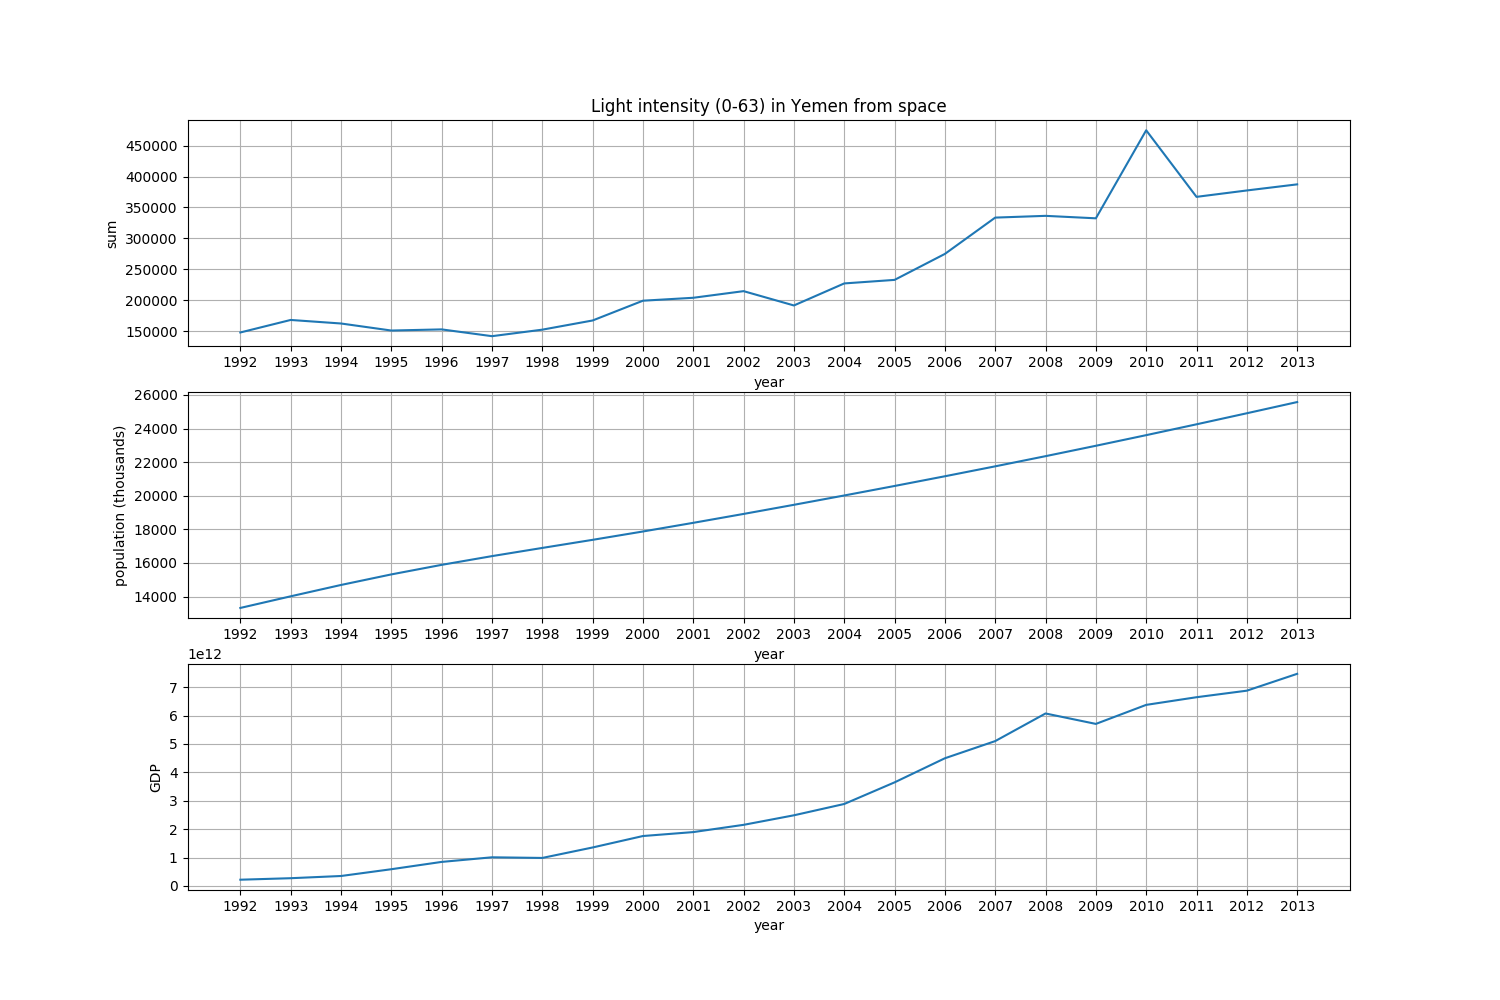 Light intensity (0-63) in Yemen from space
450000
400000
350000
300000
250000
200000
150000
sum
1992 1993 1994 1995 1996 1997 1998 1999 2000 2001 2002 2003 2004 2005 2006 2007 2008 2009 2010 2011 2012 2013
year
26000
24000
22000
20000
18000
16000
14000
population (thousands)
1992 1993 1994 1995 1996 1997 1998 1999 2000 2001 2002 2003 2004 2005 2006 2007 2008 2009 2010 2011 2012 2013
year
1e12
7
6
5
4
3
2
1
0
GDP
1992 1993 1994 1995 1996 1997 1998 1999 2000 2001 2002 2003 2004 2005 2006 2007 2008 2009 2010 2011 2012 2013
year